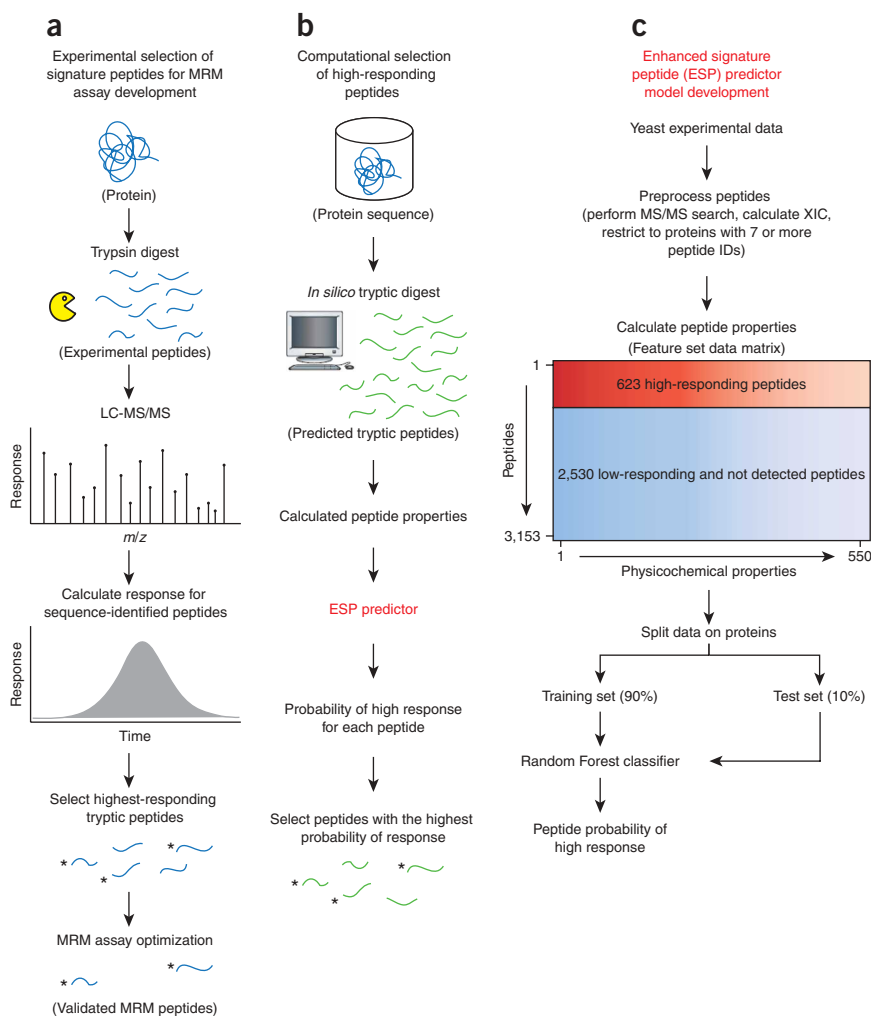 a
Experimental selection of
signature peptides for MRM
assay development
(Protein)
Trypsin digest
(Experimental peptides)
LC-MS/MS
Response
m/z
Calculate response for
sequence-identified peptides
Response
Time
Select highest-responding
tryptic peptides
*
*
*
MRM assay optimization
*
*
(Validated MRM peptides)
b
Computational selection
of high-responding
peptides
(Protein sequence)
In silico tryptic digest
(Predicted tryptic peptides)
Calculated peptide properties
ESP predictor
Probability of high response
for each peptide
Select peptides with the highest
probability of response
*
*
*
c
Enhanced signature
peptide (ESP) predictor
model development
Yeast experimental data
Preprocess peptides
(perform MS/MS search, calculate XIC,
restrict to proteins with 7 or more
peptide IDs)
Calculate peptide properties
(Feature set data matrix)
1
623 high-responding peptides
Peptides
2,530 low-responding and not detected peptides
3,153
1
550
Physicochemical properties
Split data on proteins
Training set (90%)
Test set (10%)
Random Forest classifier
Peptide probability of
high response